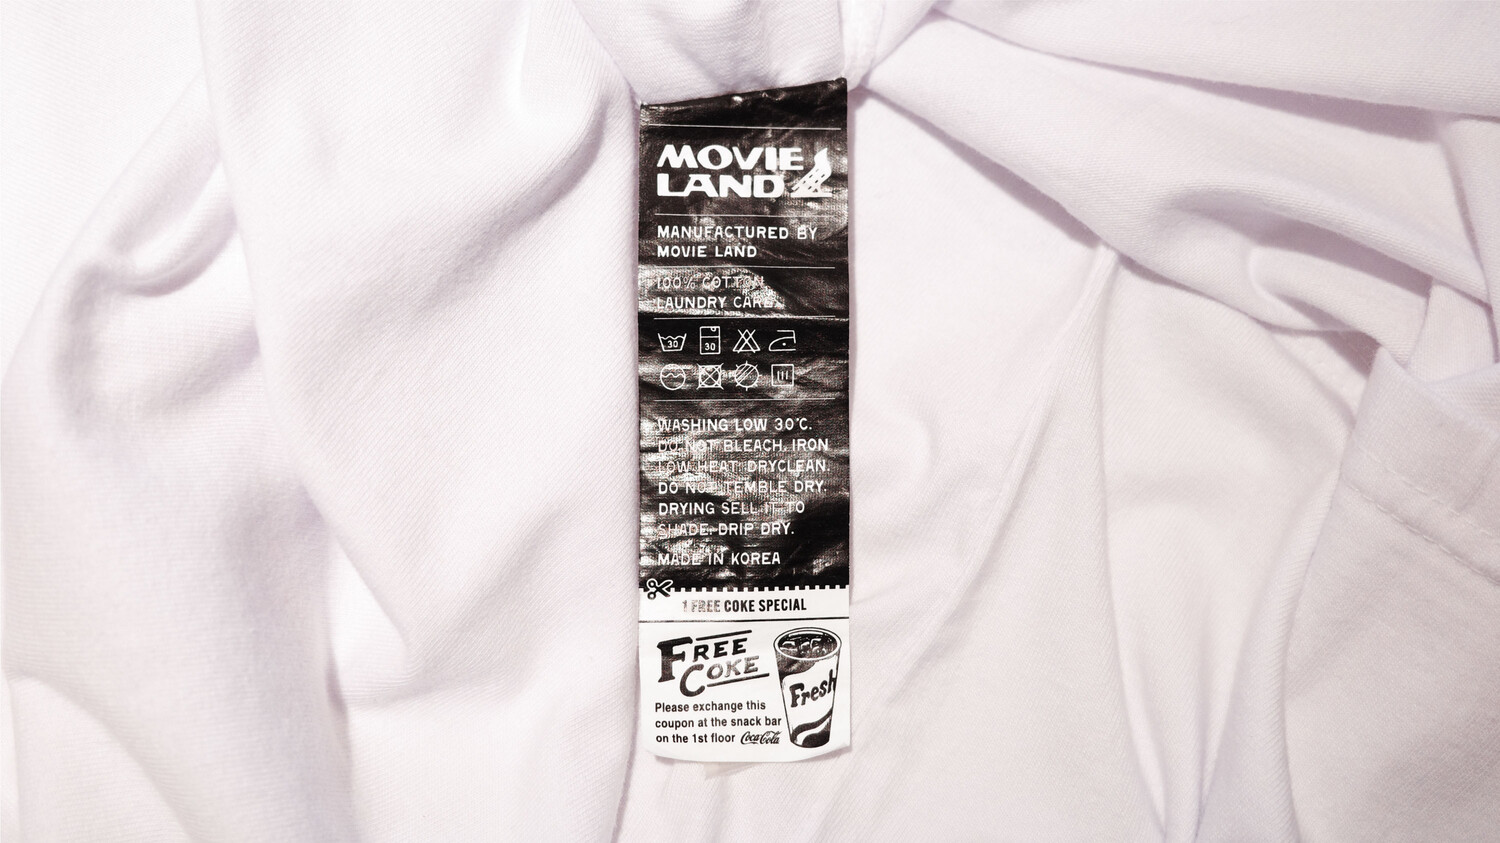 MOVIE
LAND
MANUFACTURED BY
MOVIE LAND
100% COTTON
LAUNDRY CARE
30
30
WASHING LOW 30°C.
DO NOT BLEACH. IRON
LOW HEAT. DRYCLEAN.
DO NOT TEMBLE DRY.
DRYING SELL IT TO
SHADE. DRIP DRY.
MADE IN KOREA
1 FREE COKE SPECIAL
FREE
COKE
Fresh
Please exchange this
coupon at the snack bar
on the 1st floor Coca-Cola